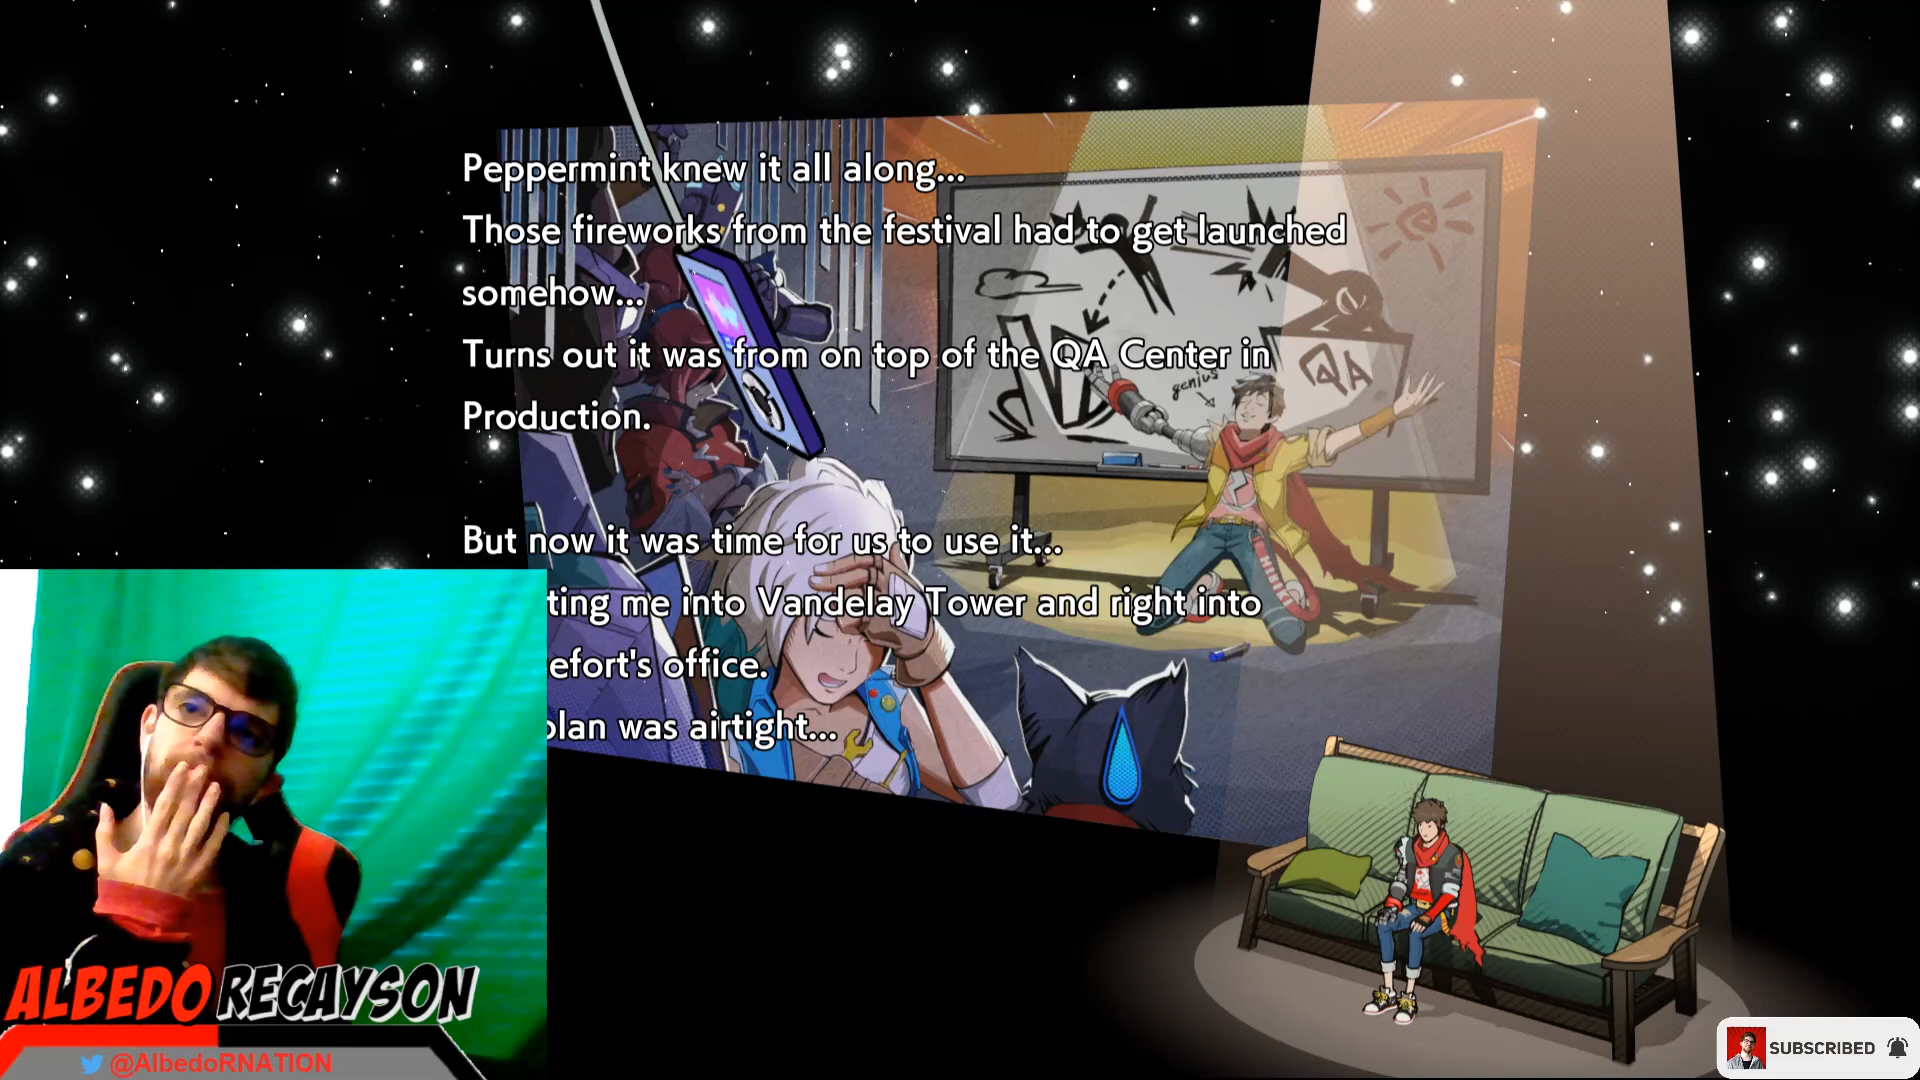 Peppermint knew it all along...
Those fireworks from the festival had to get launched
somehow...
Turns out it was from on top of the QA Center in
Production.
genius
QA
But now it was time for us to use it...
ting me into Vandelay Tower and right into
efort's office.
plan was airtight...
HIBIKI
ALBEDO RECAYSON
@AlbedoRNATION
SUBSCRIBED